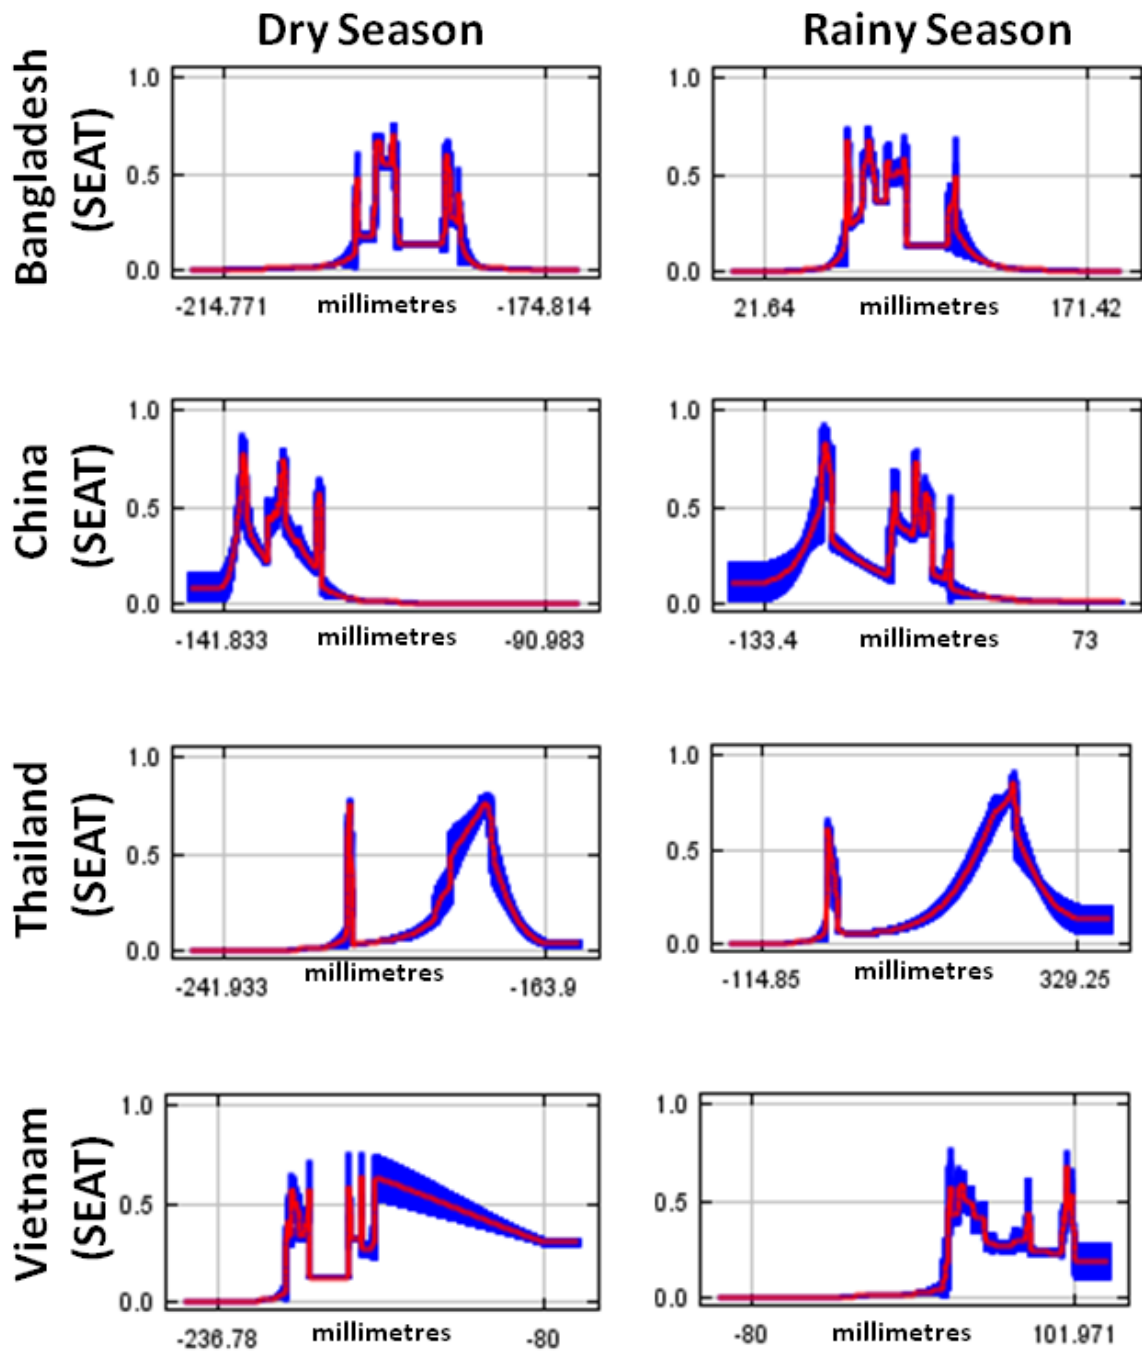 Dry Season
Rainy Season
Bangladesh
(SEAT)
1.0
0.5
0.0
-214.771
millimetres
-174.814
1.0
0.5
0.0
21.64
millimetres
171.42
China
(SEAT)
1.0
0.5
0.0
-141.833
millimetres
-90.983
1.0
0.5
0.0
-133.4
millimetres
73
Thailand
(SEAT)
1.0
0.5
0.0
-241.933
millimetres
-163.9
1.0
0.5
0.0
-114.85
millimetres
329.25
Vietnam
(SEAT)
1.0
0.5
0.0
-236.78
millimetres
-80
1.0
0.5
0.0
-80
millimetres
101.971